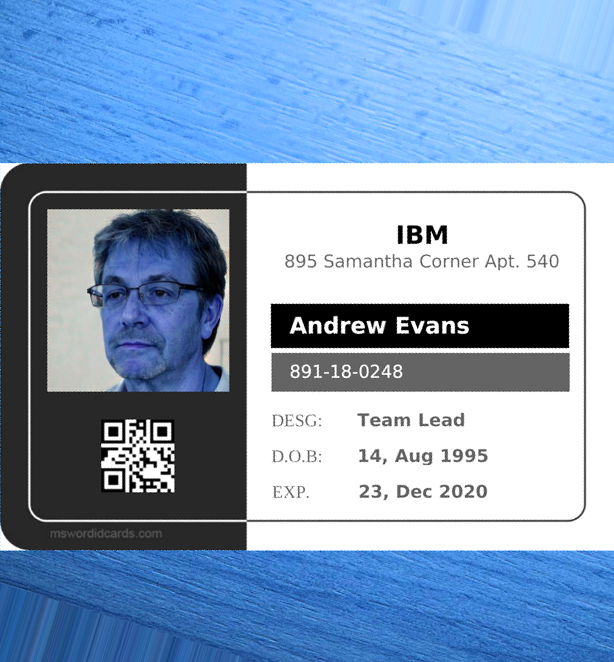 IBM
895 Samantha Corner Apt. 540
Andrew Evans
891-18-0248
DESG: Team Lead
D.O.B: 14, Aug 1995
EXP. 23, Dec 2020
mswordidcards.com